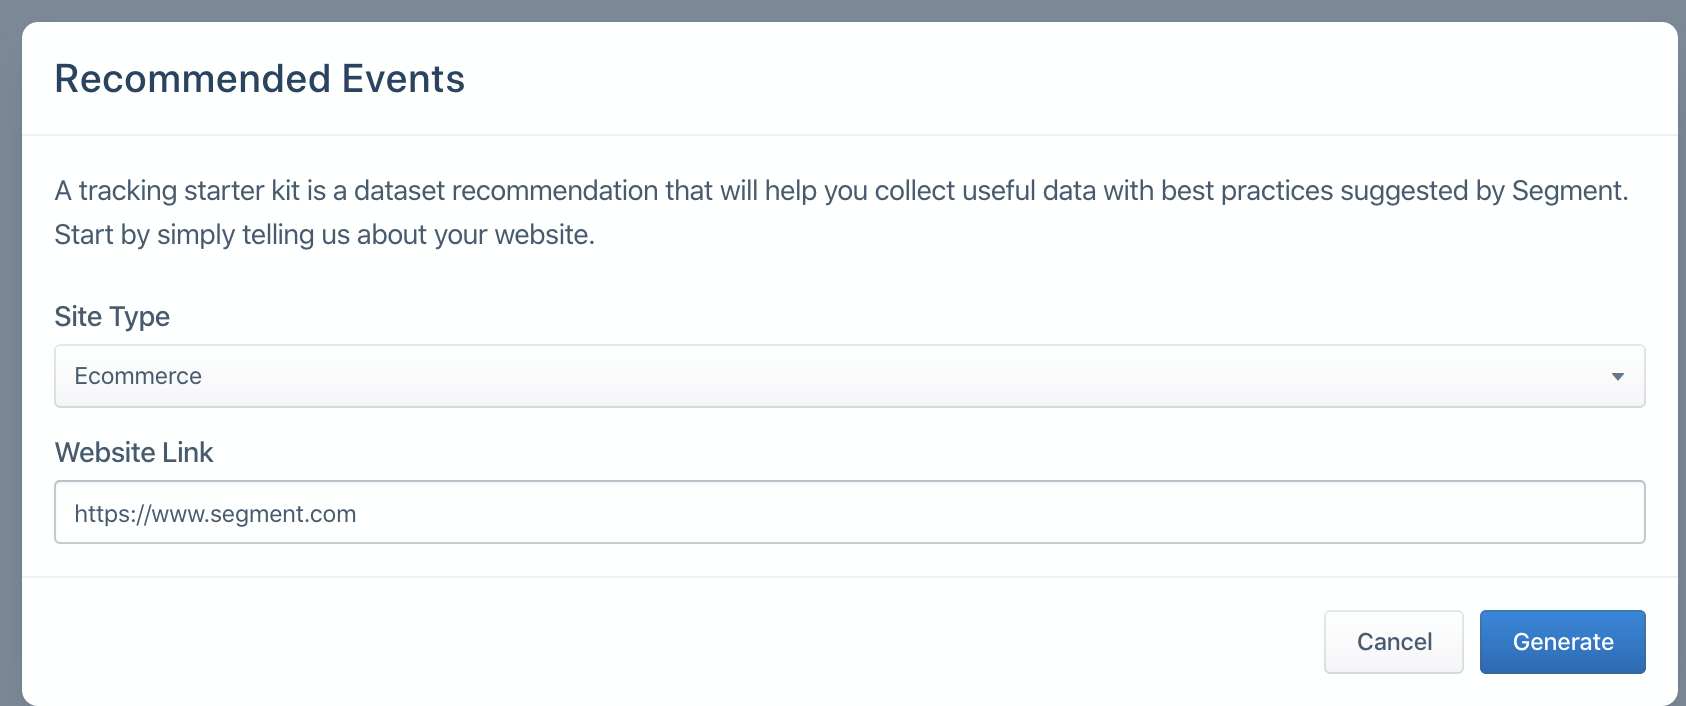 Recommended Events
A tracking starter kit is a dataset recommendation that will help you collect useful data with best practices suggested by Segment.
Start by simply telling us about your website.
Site Type
Ecommerce
Website Link
https://www.segment.com
Cancel
Generate